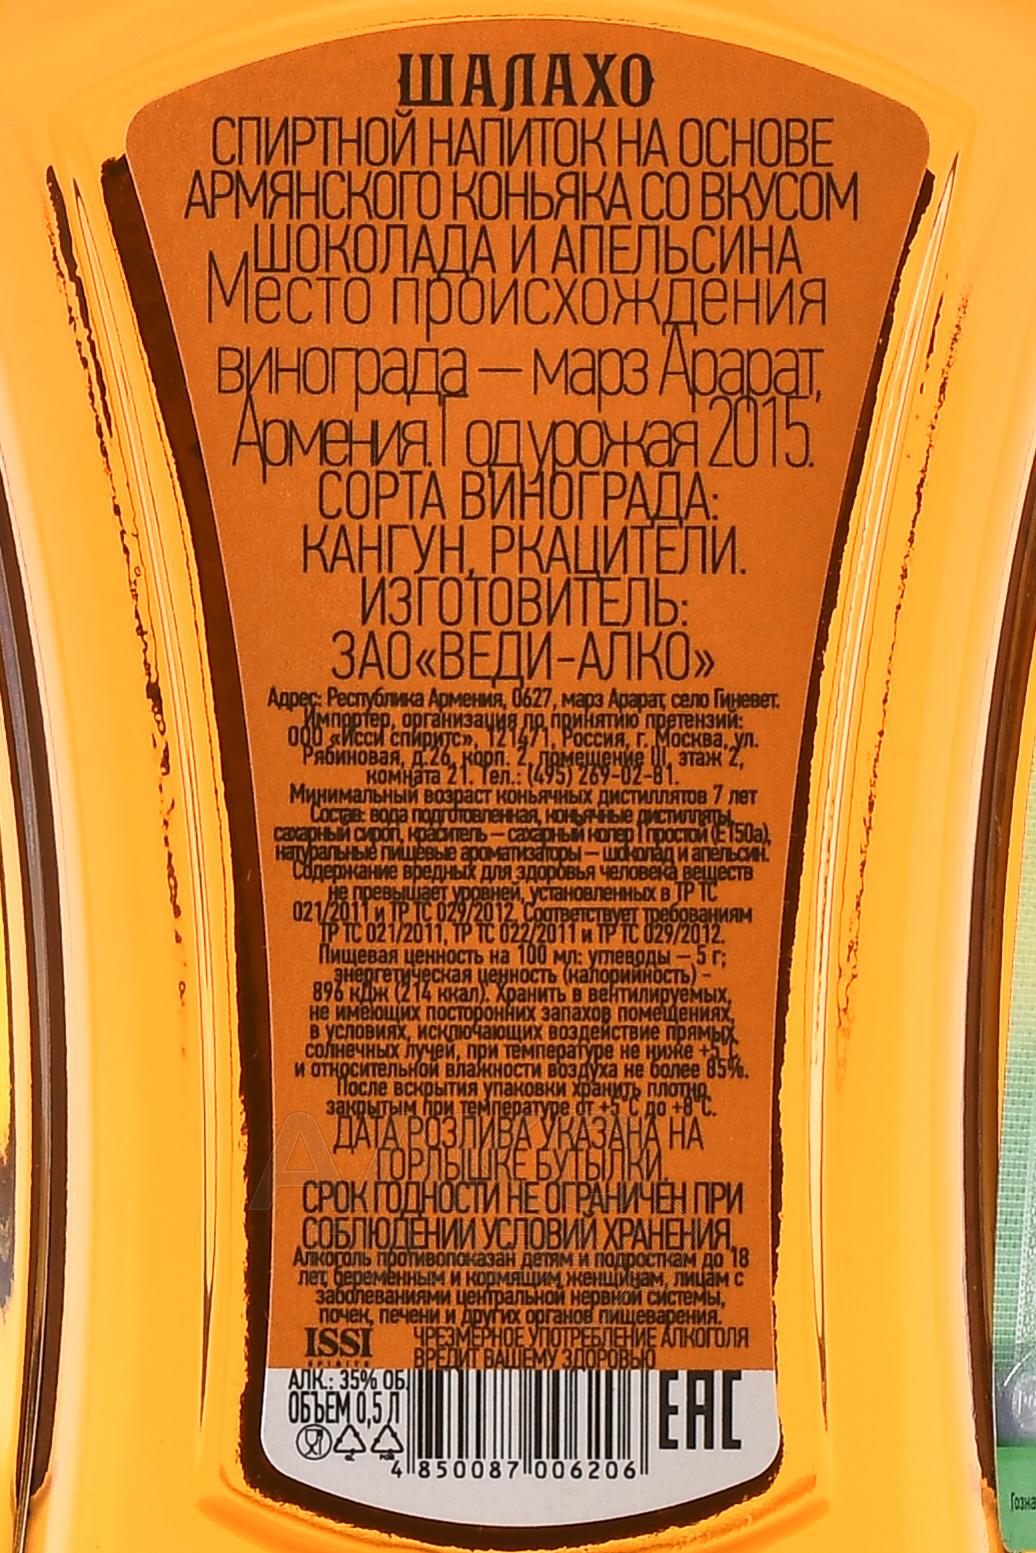 ШАЛАХО
СПИРТНОЙ НАПИТОК НА ОСНОВЕ
АРМЯНСКОГО КОНЬЯКА СО ВКУСОМ
ШОКОЛАДА И АПЕЛЬСИНА
Место происхождения
винограда – марз Арарат,
Армения. Год урожая 2015.
СОРТА ВИНОГРАДА:
КАНГУН, РКАЦИТЕЛИ.
ИЗГОТОВИТЕЛЬ:
ЗАО«ВЕДИ-АЛКО»
Адрес: Республика Армения, 0627, марз Арарат, село Гиневет.
Импортер, организация по принятию претензий:
ООО «Исси спиритс», 121471, Россия, г. Москва, ул.
Рябиновая, д.26, корп. 2, помещение III, этаж 2,
комната 21. Тел.: (495) 269-02-81.
Минимальный возраст коньячных дистиллятов 7 лет
Состав: вода подготовленная, коньячные дистилляты,
сахарный сироп, краситель – сахарный колер I простой (Е150а),
натуральные пищевые ароматизаторы – шоколад и апельсин.
Содержание вредных для здоровья человека веществ
не превышает уровней, установленных в ТР ТС
021/2011 и ТР ТС 029/2012. Соответствует требованиям
ТР ТС 021/2011, ТР ТС 022/2011 и ТР ТС 029/2012.
Пищевая ценность на 100 мл: углеводы – 5 г;
энергетическая ценность (калорийность) -
896 кДж (214 ккал). Хранить в вентилируемых,
не имеющих посторонних запахов помещениях,
в условиях, исключающих воздействие прямых
солнечных лучей, при температуре не ниже +5°С,
и относительной влажности воздуха не более 85%.
После вскрытия упаковки хранить плотно
закрытым при температуре от +5°С до +8°С.
ДАТА РОЗЛИВА УКАЗАНА НА
ГОРЛЫШКЕ БУТЫЛКИ.
СРОК ГОДНОСТИ НЕ ОГРАНИЧЕН ПРИ
СОБЛЮДЕНИИ УСЛОВИЙ ХРАНЕНИЯ.
Алкоголь противопоказан детям и подросткам до 18
лет, беременным и кормящим женщинам, лицам с
заболеваниями центральной нервной системы,
почек, печени и других органов пищеварения.
ISSI
SPIRITS
ЧРЕЗМЕРНОЕ УПОТРЕБЛЕНИЕ АЛКОГОЛЯ
ВРЕДИТ ВАШЕМУ ЗДОРОВЬЮ
АЛК.: 35% ОБ.
ОБЪЕМ 0,5 Л
EAC
4 850087 006206